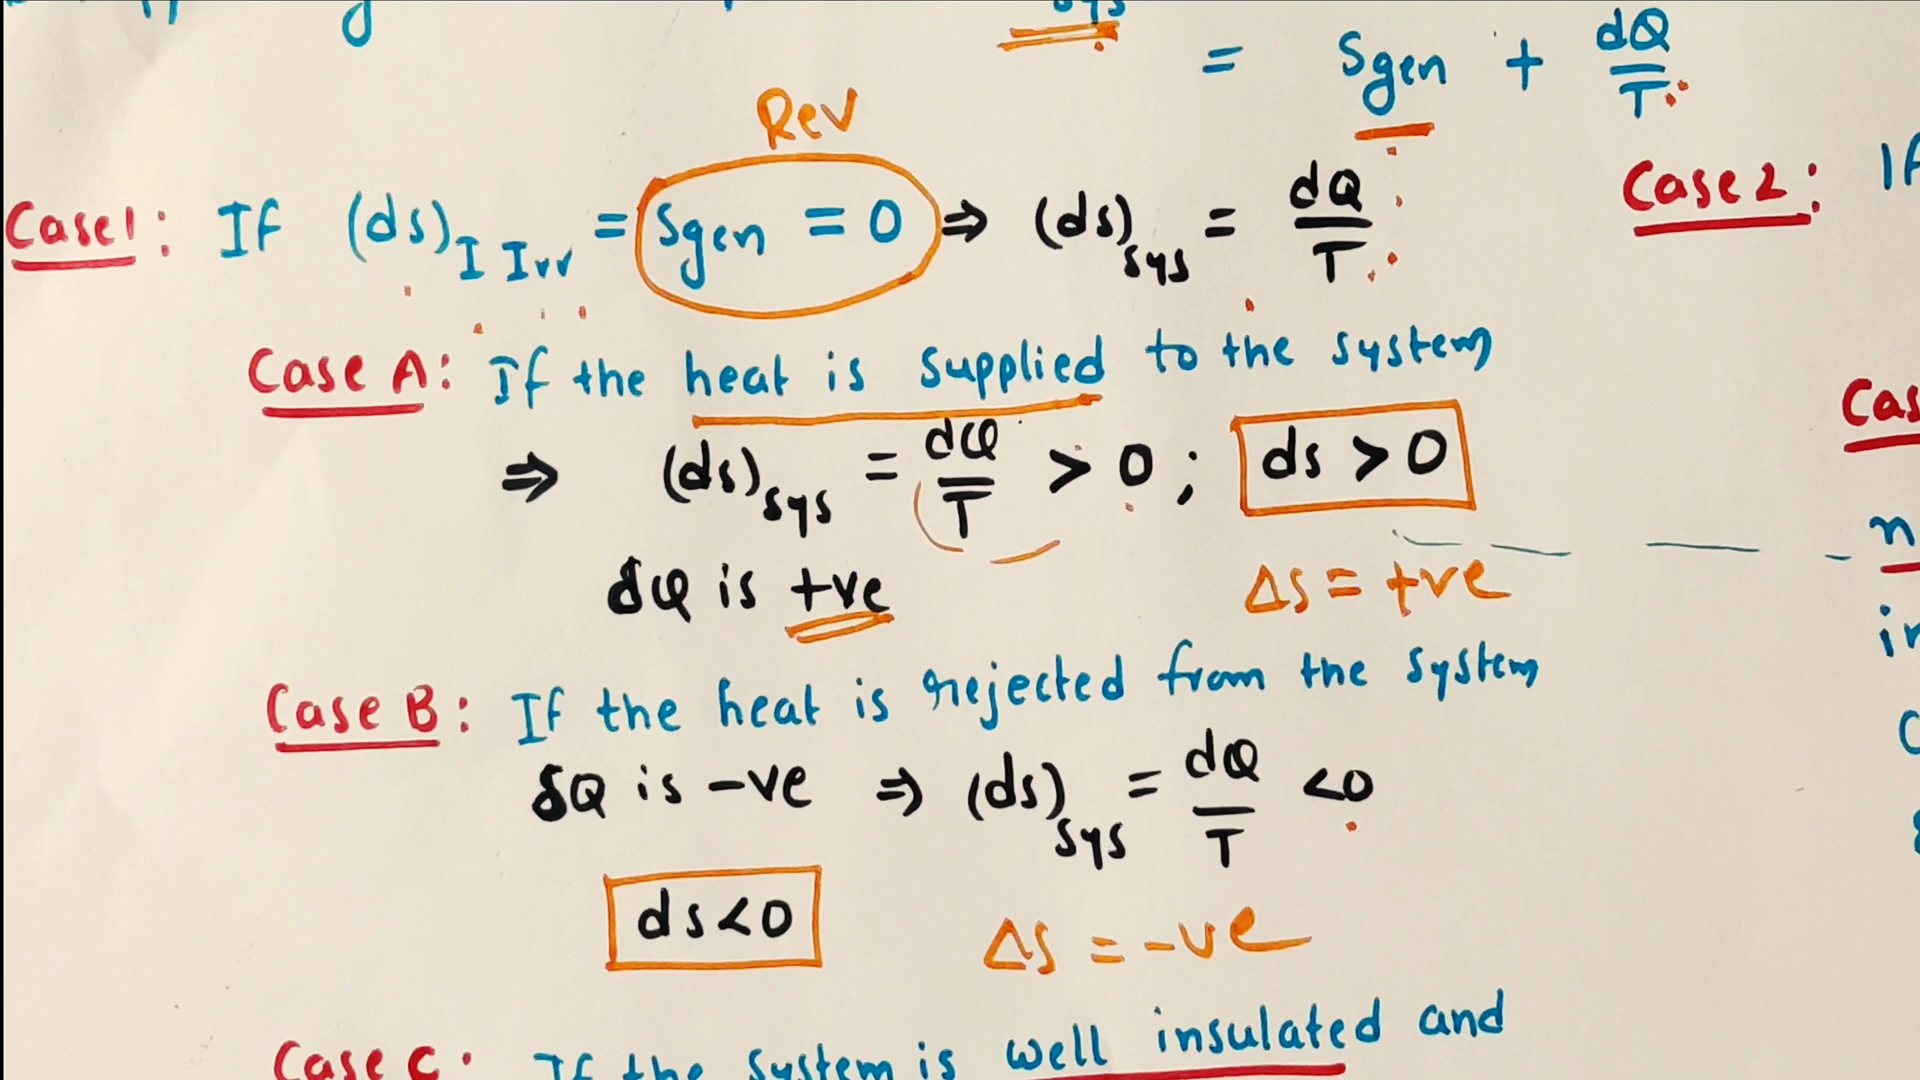 sys
= Sgen + dQ/T
Rev
Case1: If (ds)I Irr = Sgen = 0 ⇒ (ds)sys = dQ/T
Case 2: If
Case A: If the heat is supplied to the system
⇒ (ds)sys = dQ/T > 0 ; ds > 0
δQ is +ve
Δs = +ve
Case B: If the heat is rejected from the system
δQ is -ve ⇒ (ds)sys = dQ/T <0
ds<0
Δs = -ve
Case C: If the system is well insulated and